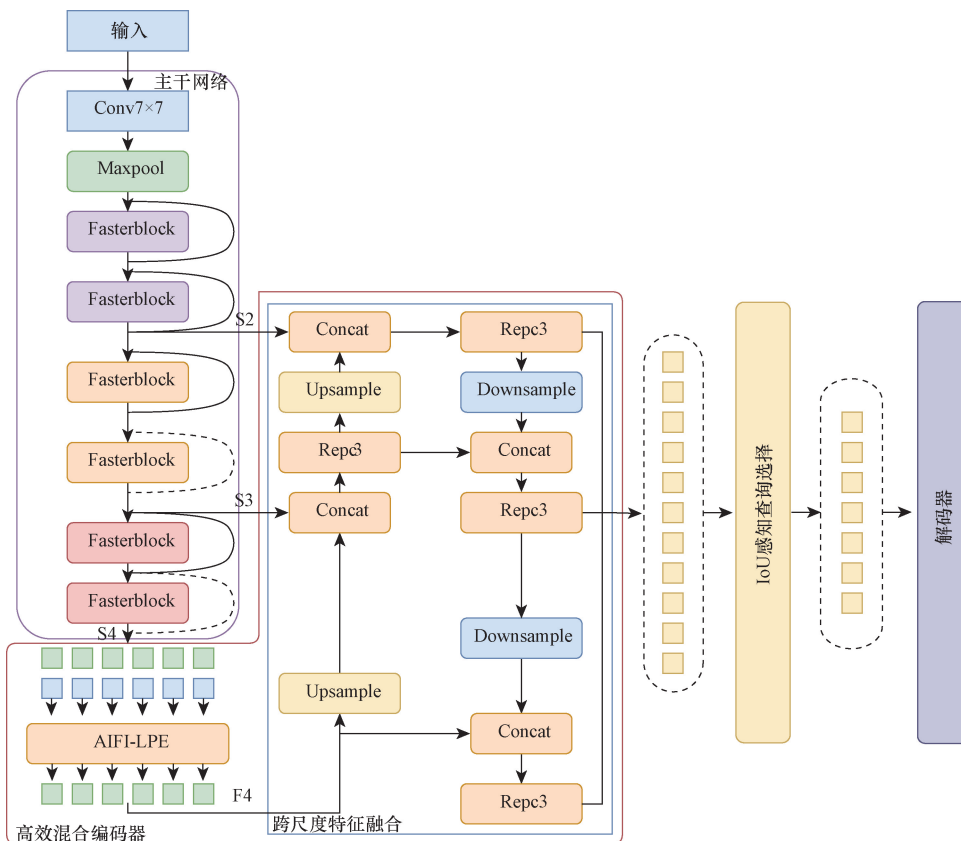 输入
主干网络
Conv7×7
Maxpool
Fasterblock
Fasterblock
Fasterblock
Fasterblock
Fasterblock
Fasterblock
S2
S3
S4
AIFI-LPE
F4
高效混合编码器
Concat
Upsample
Repc3
Concat
Upsample
Repc3
Downsample
Concat
Repc3
Downsample
Concat
Repc3
跨尺度特征融合
IoU感知查询选择
解码器